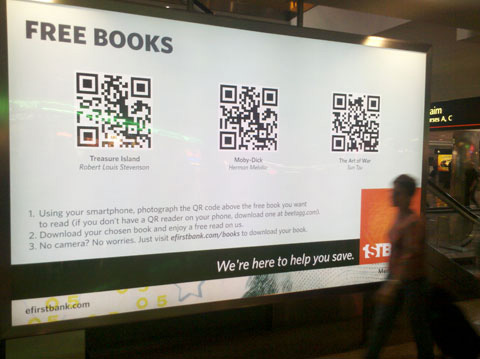 FREE BOOKS
Treasure Island
Robert Louis Stevenson
Moby-Dick
Herman Melville
The Art of War
Sun Tzu
1. Using your smartphone, photograph the QR code above the free book you want
to read (if you don't have a QR reader on your phone, download one at beetagg.com).
2. Download your chosen book and enjoy a free read on us.
3. No camera? No worries. Just visit efirstbank.com/books to download your book.
We're here to help you save.
1STB
efirstbank.com
05 05
aim
rses A, C